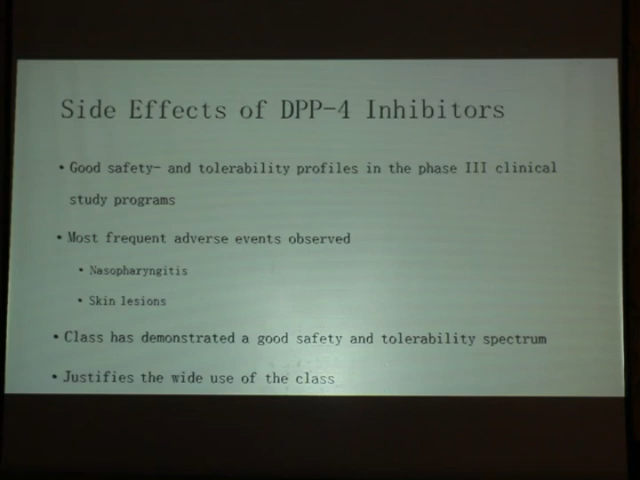 Side Effects of DPP-4 Inhibitors
• Good safety- and tolerability profiles in the phase III clinical
study programs
• Most frequent adverse events observed
• Nasopharyngitis
• Skin lesions
• Class has demonstrated a good safety and tolerability spectrum
• Justifies the wide use of the class